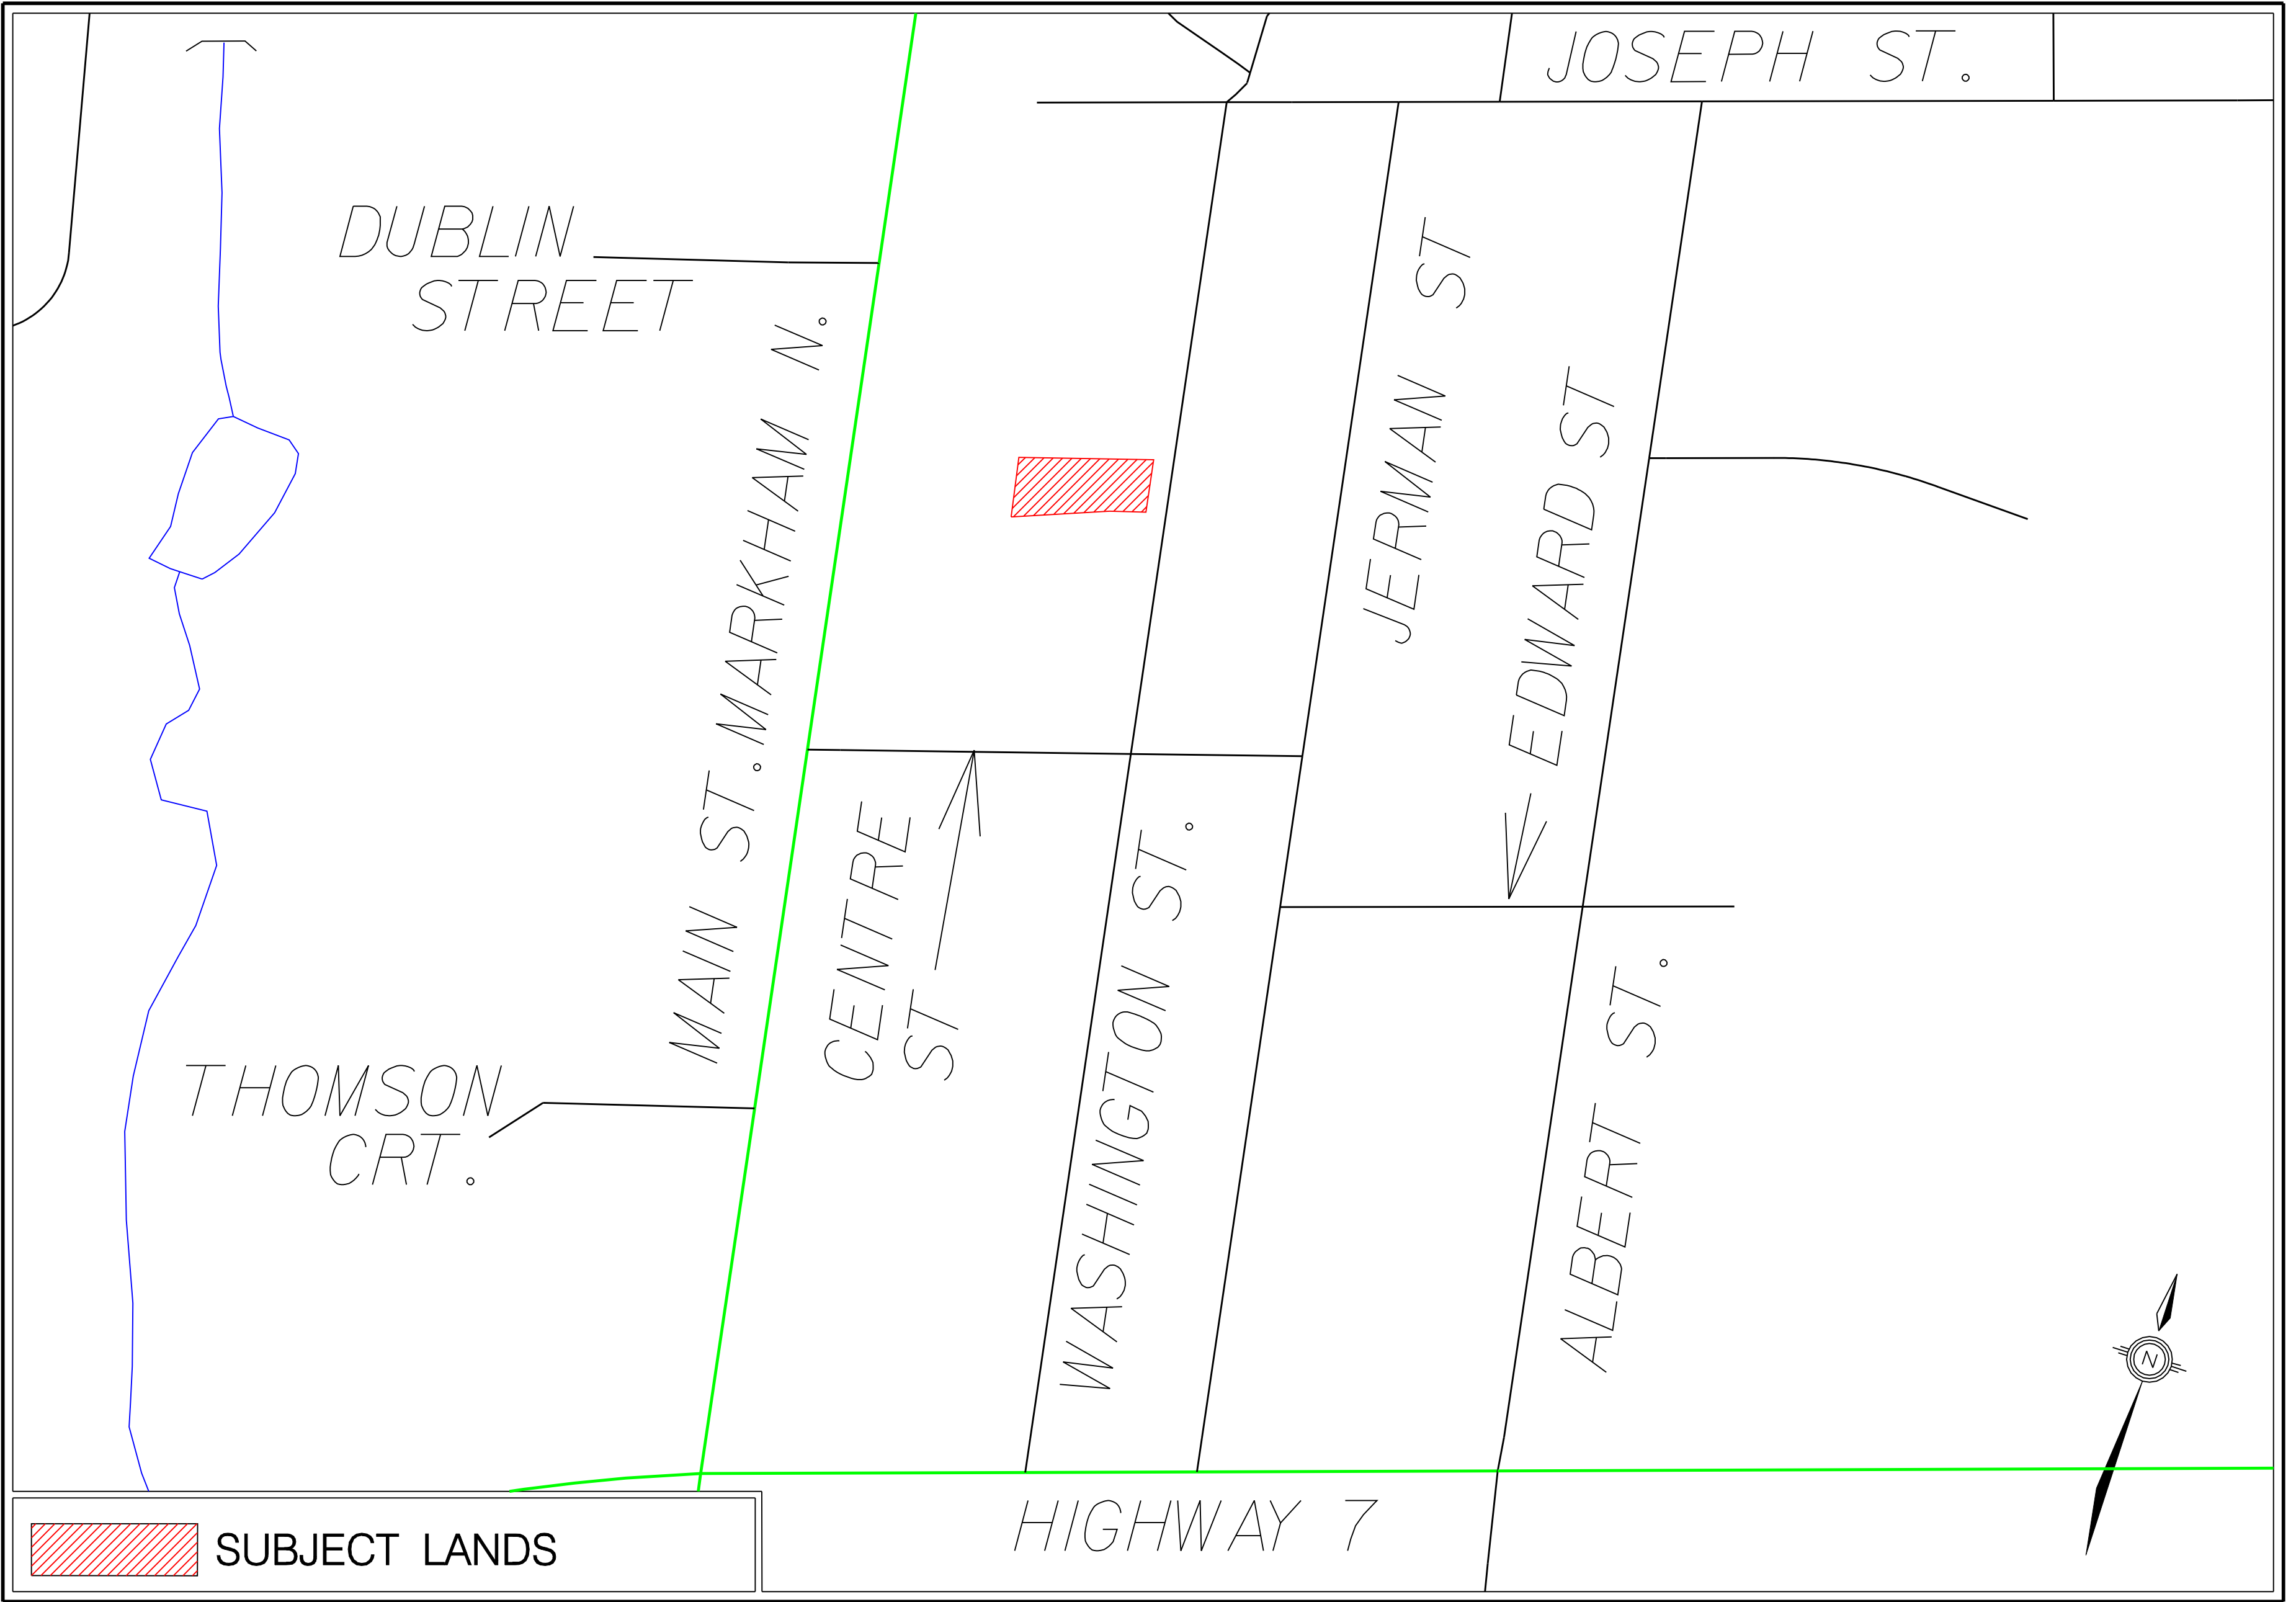 JOSEPH ST.
DUBLIN
STREET
MAIN ST. MARKHAM N.
JERMAN ST
EDWARD ST
CENTRE
ST
WASHINGTON ST.
ALBERT ST.
THOMSON
CRT.
N
HIGHWAY 7
SUBJECT LANDS